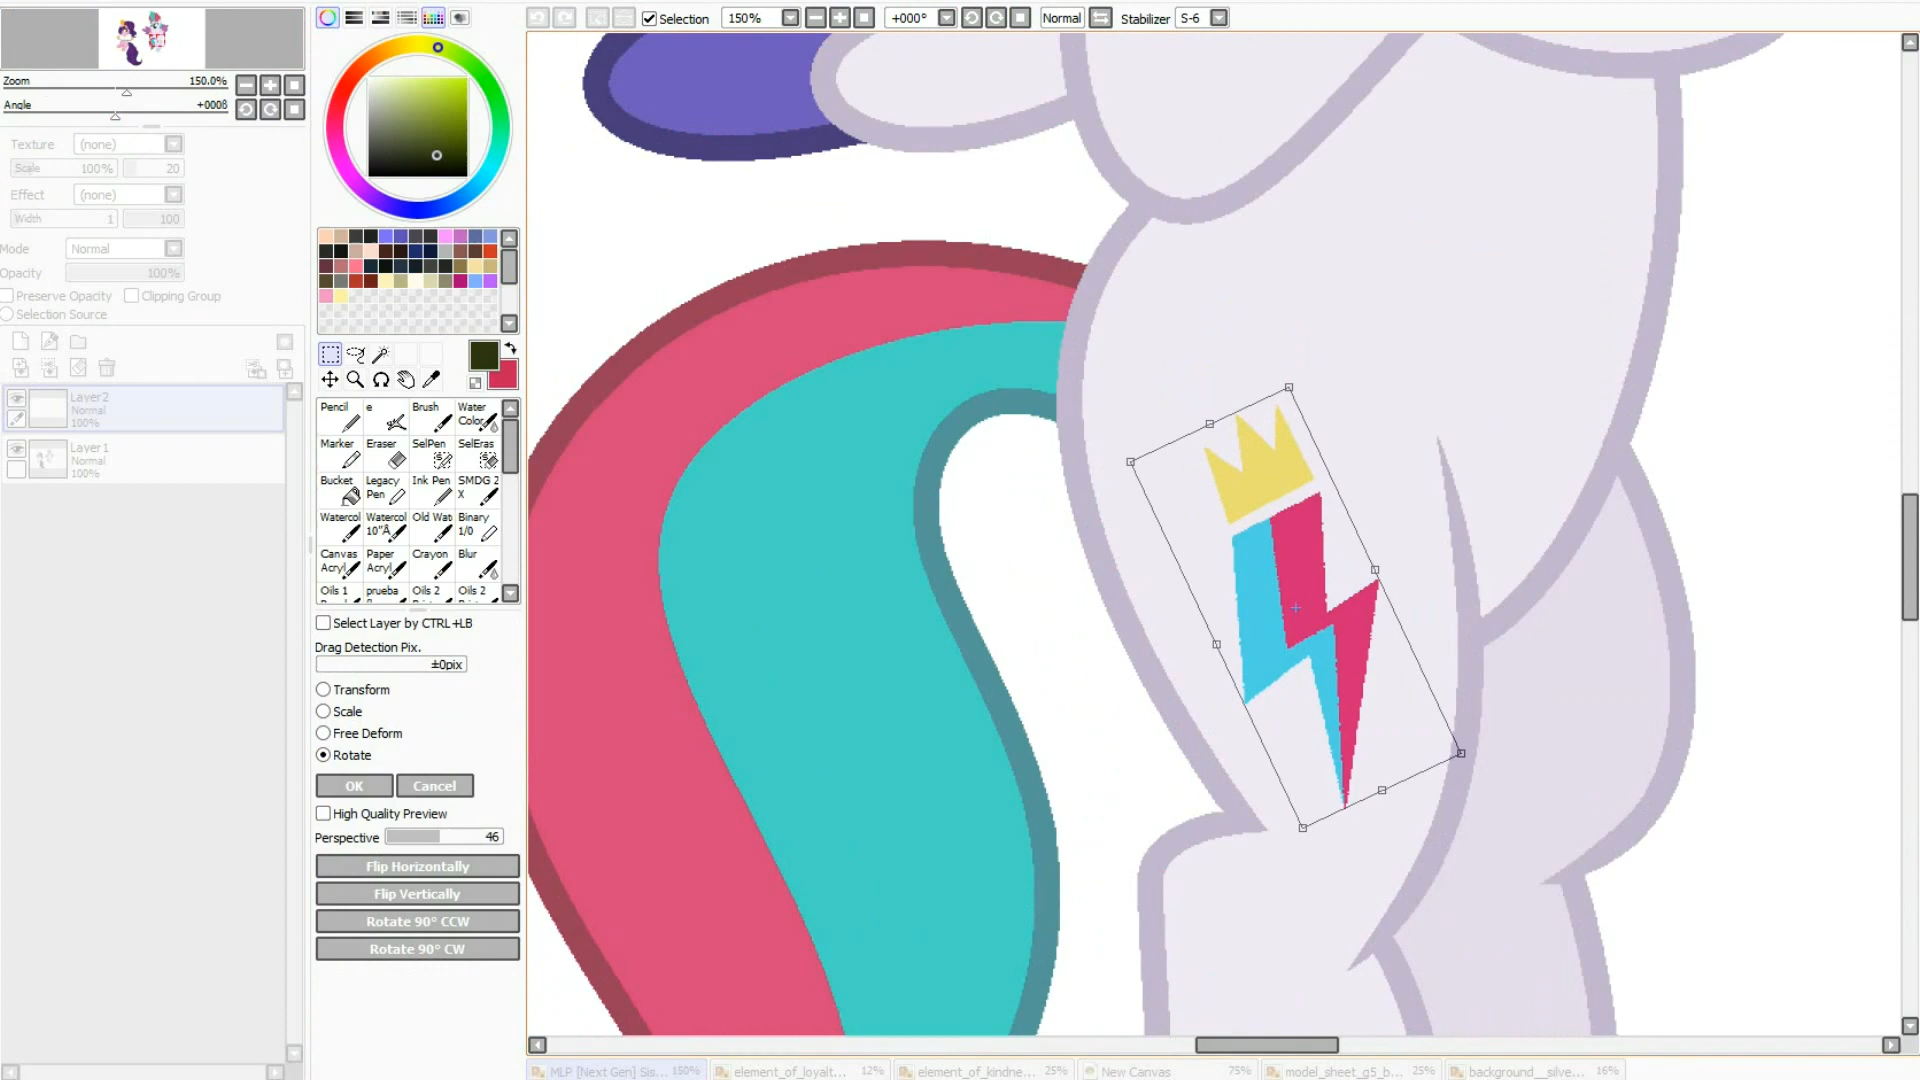 Selection
150%
+000°
Normal
Stabilizer
S-6
Zoom
150.0%
Angle
+000ß
Texture
(none)
Scale
100%
20
Effect
(none)
Width
1
100
Mode
Normal
Opacity
100%
Preserve Opacity
Clipping Group
Selection Source
Layer2
Normal
100%
Layer1
Normal
100%
Pencil
e
Brush
Water
Color
Marker
Eraser
SelPen
SelEras
Bucket
Legacy
Pen
Ink Pen
SMDG 2
X
Watercol
Watercol
10"Â
Old Wat
Binary
1/0
Canvas
Acryl
Paper
Acryl
Crayon
Blur
Oils 1
prueba
Oils 2
Oils 2
Select Layer by CTRL+LB
Drag Detection Pix.
±0pix
Transform
Scale
Free Deform
Rotate
OK
Cancel
High Quality Preview
Perspective
46
Flip Horizontally
Flip Vertically
Rotate 90° CCW
Rotate 90° CW
MLP [Next Gen] Sis...
150%
element_of_loyalt...
12%
element_of_kindne...
25%
New Canvas
75%
model_sheet_g5_b...
25%
background__silve...
16%